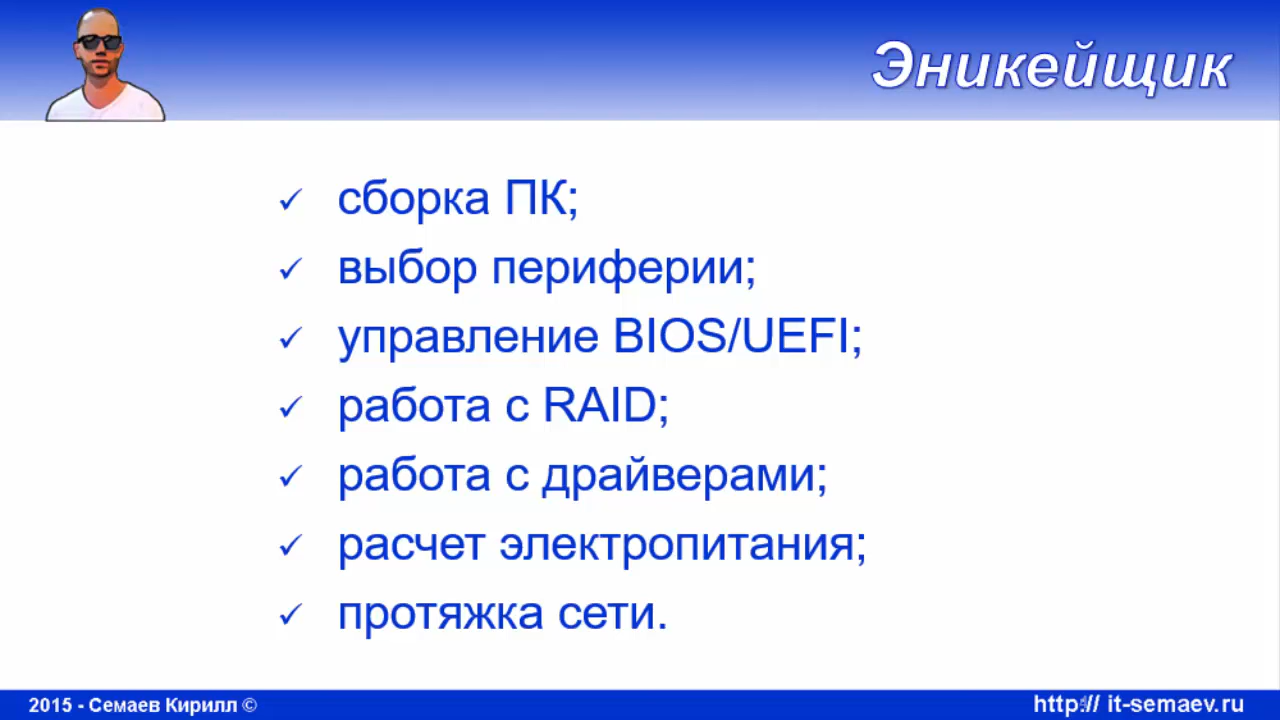 Эникейщик
✓ сборка ПК;
✓ выбор периферии;
✓ управление BIOS/UEFI;
✓ работа с RAID;
✓ работа с драйверами;
✓ расчет электропитания;
✓ протяжка сети.
2015 - Семаев Кирилл ©
http:// it-semaev.ru